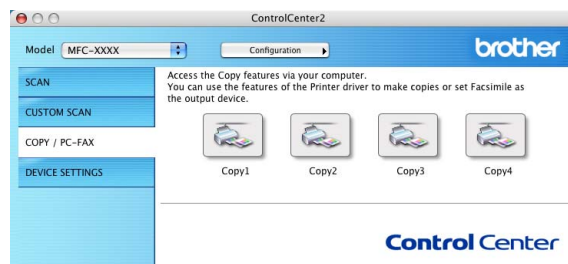 ControlCenter2
Model MFC-XXXX Configuration brother
SCAN
CUSTOM SCAN
COPY / PC-FAX
DEVICE SETTINGS
Access the Copy features via your computer.
You can use the features of the Printer driver to make copies or set Facsimile as
the output device.
Copy1 Copy2 Copy3 Copy4
Control Center